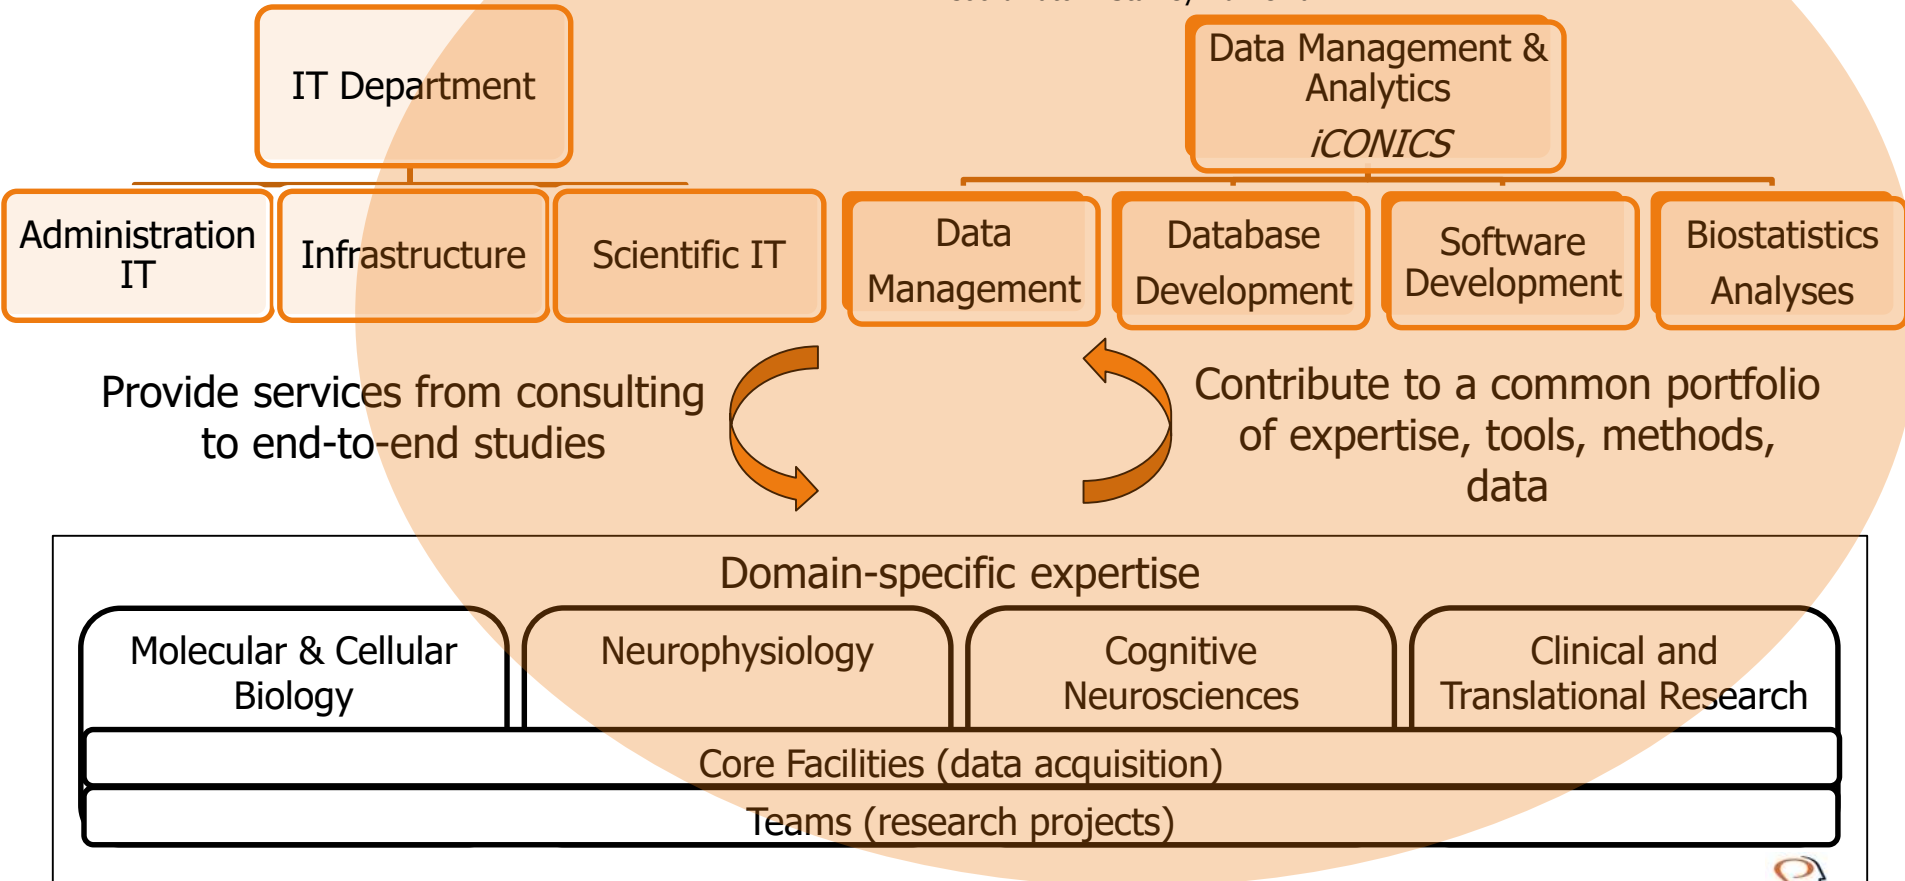 IT Department
Data Management &
Analytics
iCONICS
Administration
IT
Infrastructure
Scientific IT
Data
Management
Database
Development
Software
Development
Biostatistics
Analyses
Provide services from consulting
to end-to-end studies
Contribute to a common portfolio
of expertise, tools, methods,
data
Domain-specific expertise
Molecular & Cellular
Biology
Neurophysiology
Cognitive
Neurosciences
Clinical and
Translational Research
Core Facilities (data acquisition)
Teams (research projects)